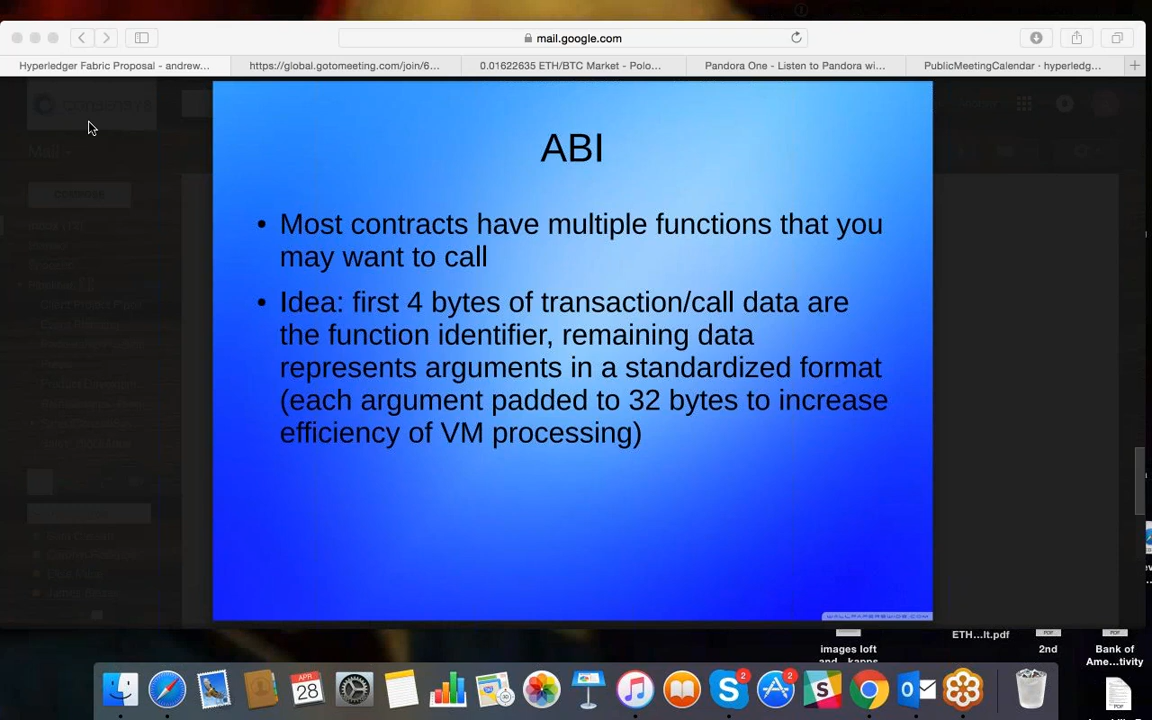 mail.google.com
Hyperledger Fabric Proposal - andrew...
https://global.gotomeeting.com/join/6...
0.01622635 ETH/BTC Market - Polo...
Pandora One - Listen to Pandora wi...
PublicMeetingCalendar · hyperledg...
Mail
COMPOSE
ABI
• Most contracts have multiple functions that you
may want to call
• Idea: first 4 bytes of transaction/call data are
the function identifier, remaining data
represents arguments in a standardized format
(each argument padded to 32 bytes to increase
efficiency of VM processing)
WALLPAPERSWIDE.COM
images loft
ETH...lt.pdf
2nd
Bank of
Ame...tivity
APR
28
2
2